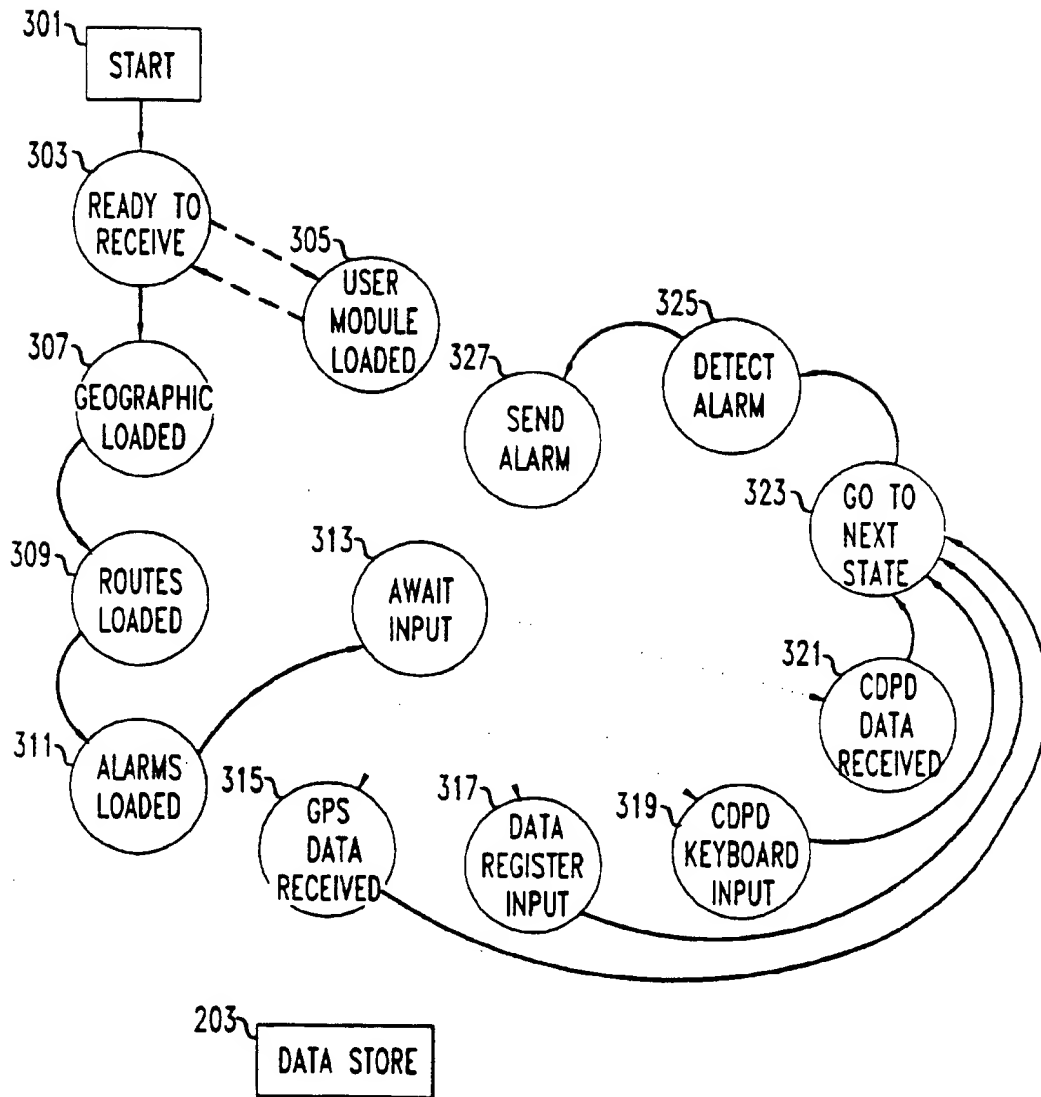 301
START
303
READY TO
RECEIVE
305
USER
MODULE
LOADED
307
GEOGRAPHIC
LOADED
325
DETECT
ALARM
327
SEND
ALARM
323
GO TO
NEXT
STATE
309
ROUTES
LOADED
313
AWAIT
INPUT
321
CDPD
DATA
RECEIVED
311
ALARMS
LOADED
315
GPS
DATA
RECEIVED
317
DATA
REGISTER
INPUT
319
CDPD
KEYBOARD
INPUT
203
DATA STORE